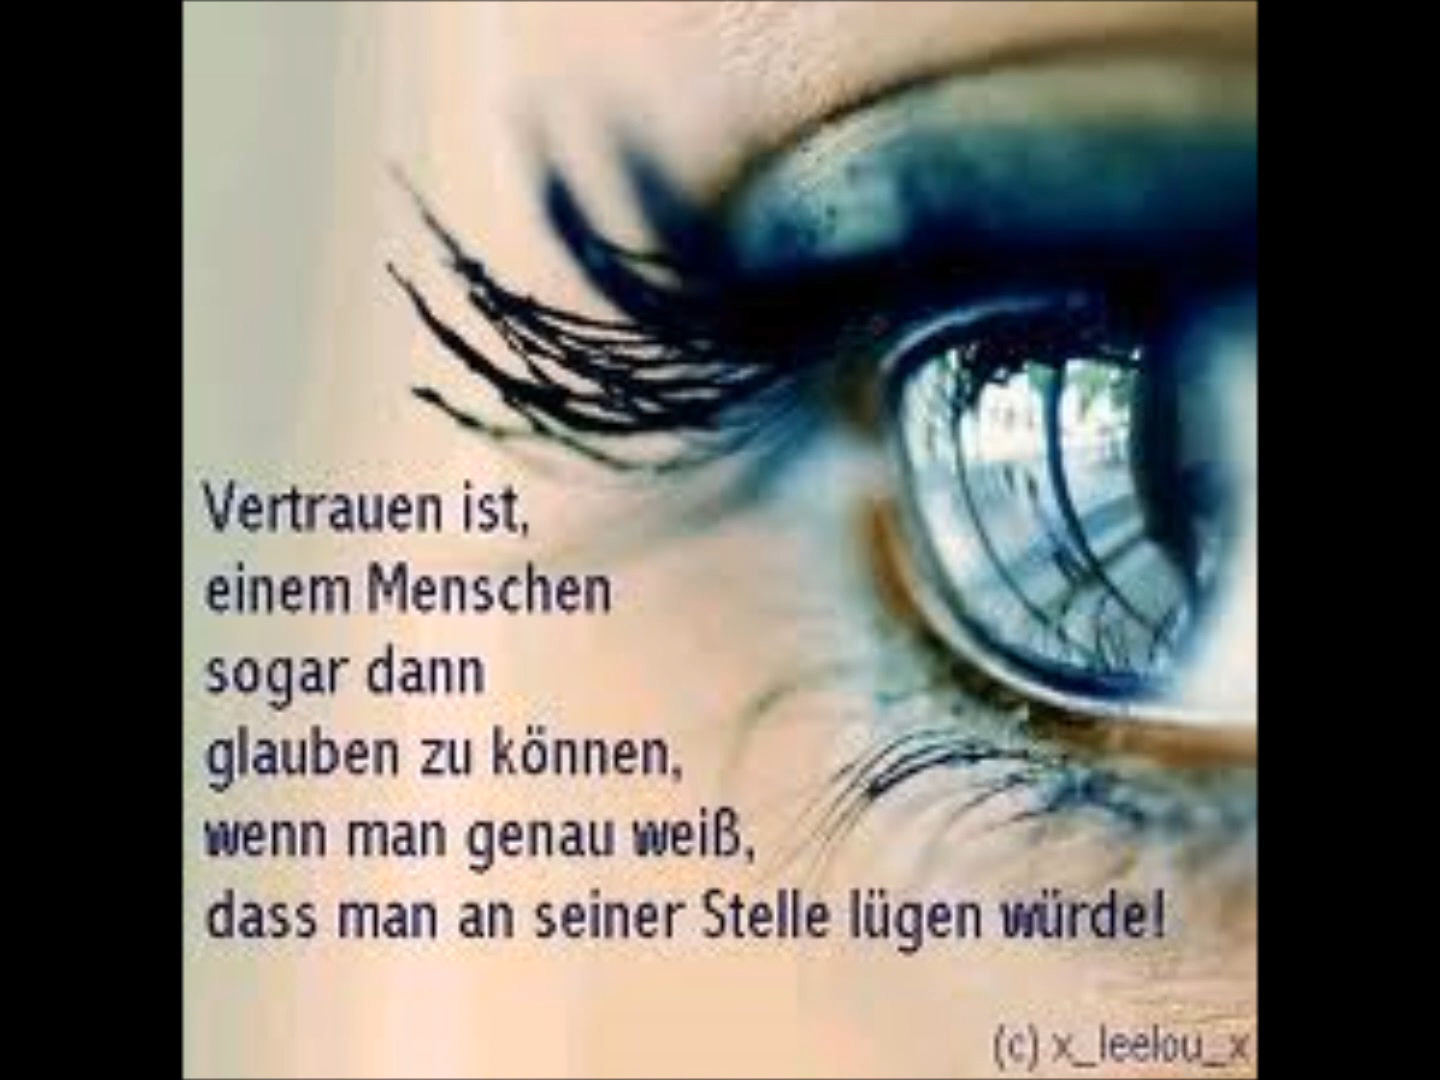 Vertrauen ist,
einem Menschen
sogar dann
glauben zu können,
wenn man genau weiß,
dass man an seiner Stelle lügen würde!
(c) x_leelou_x